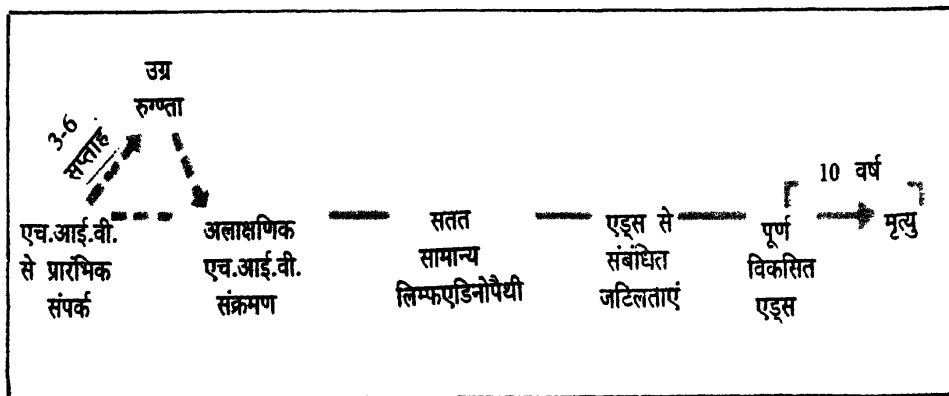 उग्र
रुग्णता
3-6
सप्ताह
10 वर्ष
एच.आई.वी.
से प्रारंभिक
संपर्क
अलाक्षणिक
एच.आई.वी.
संक्रमण
सतत
सामान्य
लिम्फएडिनोपैथी
एड्स से
संबंधित
जटिलताएं
पूर्ण
विकसित
एड्स
मृत्यु